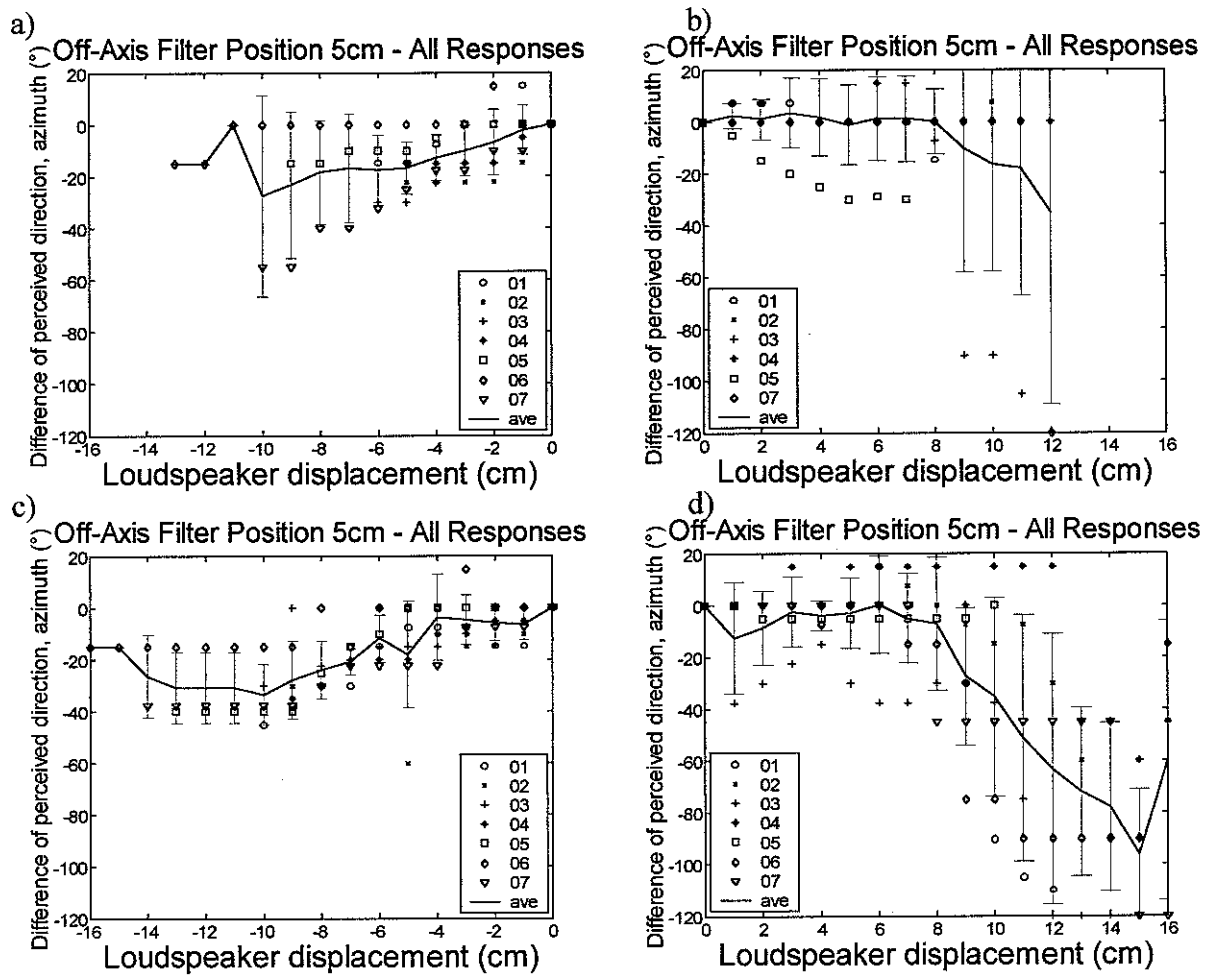 a)
Off-Axis Filter Position 5cm - All Responses
Difference of perceived direction, azimuth (°)
20
0
-20
-40
-60
-80
-100
-120
-16 -14 -12 -10 -8 -6 -4 -2 0
Loudspeaker displacement (cm)
01
02
03
04
05
06
07
ave
b)
Off-Axis Filter Position 5cm - All Responses
Difference of perceived direction, azimuth (°)
20
0
-20
-40
-60
-80
-100
-120
0 2 4 6 8 10 12 14 16
Loudspeaker displacement (cm)
01
02
03
04
05
07
ave
c)
Off-Axis Filter Position 5cm - All Responses
Difference of perceived direction, azimuth (°)
20
0
-20
-40
-60
-80
-100
-120
-16 -14 -12 -10 -8 -6 -4 -2 0
Loudspeaker displacement (cm)
01
02
03
04
05
06
07
ave
d)
Off-Axis Filter Position 5cm - All Responses
Difference of perceived direction, azimuth (°)
20
0
-20
-40
-60
-80
-100
-120
0 2 4 6 8 10 12 14 16
Loudspeaker displacement (cm)
01
02
03
04
05
06
07
ave